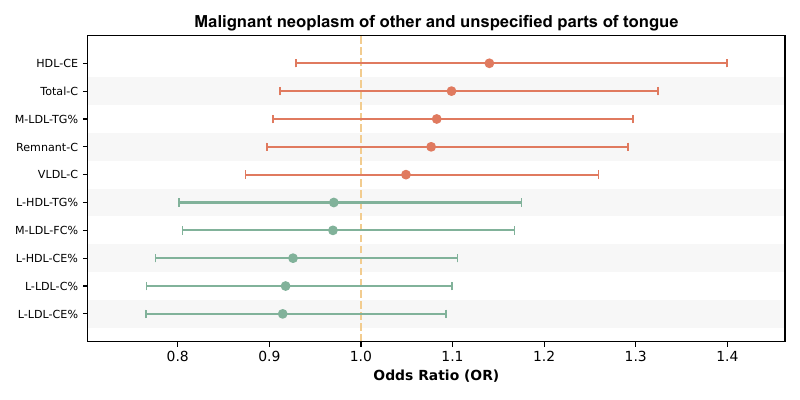 Malignant neoplasm of other and unspecified parts of tongue
HDL-CE
Total-C
M-LDL-TG%
Remnant-C
VLDL-C
L-HDL-TG%
M-LDL-FC%
L-HDL-CE%
L-LDL-C%
L-LDL-CE%
0.8 0.9 1.0 1.1 1.2 1.3 1.4
Odds Ratio (OR)